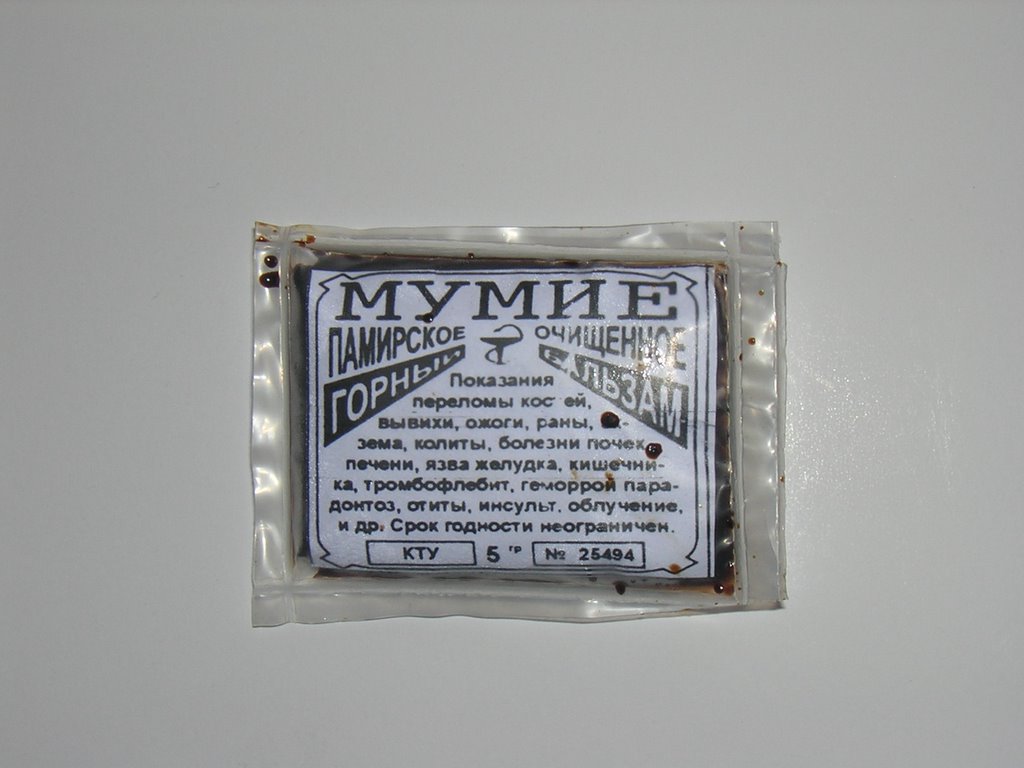 МУМИЕ
ПАМИРСКОЕ ОЧИЩЕННОЕ
ГОРНЫЙ БАЛЬЗАМ
Показания
переломы костей,
вывихи, ожоги, раны,
зема, колиты, болезни почек
печени, язва желудка, кишечни-
ка, тромбофлебит, геморрой пара-
донтоз, отиты, инсульт, облучение,
и др. Срок годности неограничен.
КТУ 5 гр № 25494